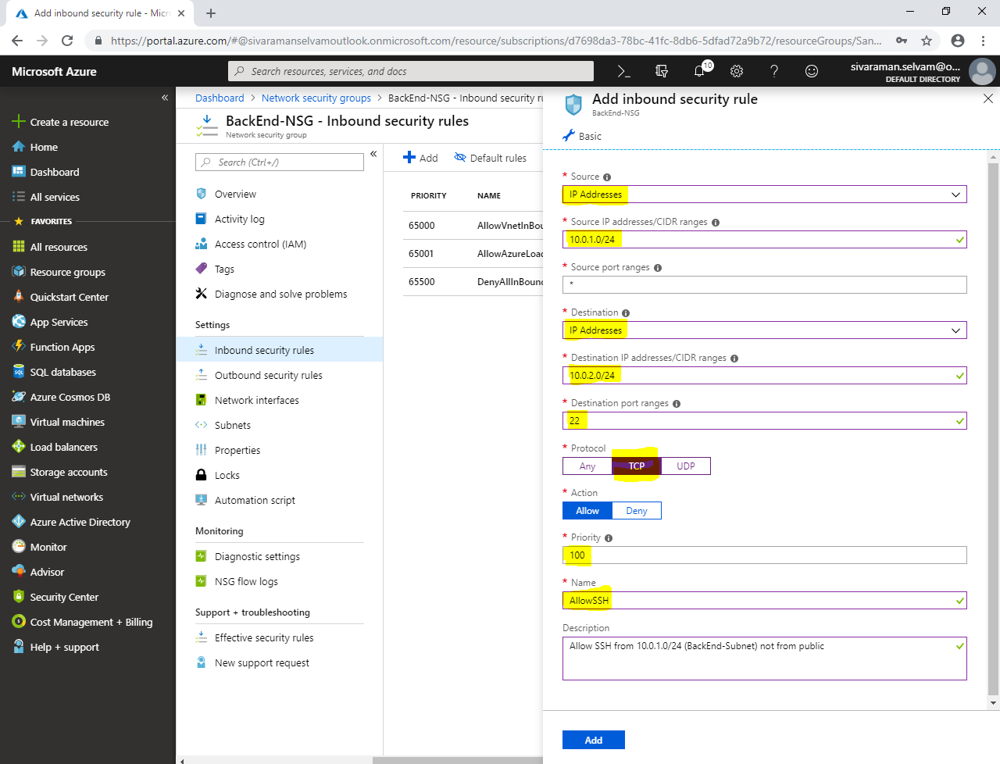 Add inbound security rule - Micr
https://portal.azure.com/#@sivaramanselvamoutlook.onmicrosoft.com/resource/subscriptions/d7698da3-78bc-41fc-8db6-5dfad72a9b72/resourceGroups/San...
Microsoft Azure
Search resources, services, and docs
10
sivaraman.selvam@o...
DEFAULT DIRECTORY
Create a resource
Home
Dashboard
All services
FAVORITES
All resources
Resource groups
Quickstart Center
App Services
Function Apps
SQL databases
Azure Cosmos DB
Virtual machines
Load balancers
Storage accounts
Virtual networks
Azure Active Directory
Monitor
Advisor
Security Center
Cost Management + Billing
Help + support
Dashboard > Network security groups > BackEnd-NSG - Inbound security ru
BackEnd-NSG - Inbound security rules
Network security group
Search (Ctrl+/)
Overview
Activity log
Access control (IAM)
Tags
Diagnose and solve problems
Settings
Inbound security rules
Outbound security rules
Network interfaces
Subnets
Properties
Locks
Automation script
Monitoring
Diagnostic settings
NSG flow logs
Support + troubleshooting
Effective security rules
New support request
Add Default rules
PRIORITY NAME
65000 AllowVnetInBou
65001 AllowAzureLoad
65500 DenyAllInBound
Add inbound security rule
BackEnd-NSG
Basic
* Source
IP Addresses
* Source IP addresses/CIDR ranges
10.0.1.0/24
* Source port ranges
*
* Destination
IP Addresses
* Destination IP addresses/CIDR ranges
10.0.2.0/24
* Destination port ranges
22
* Protocol
Any TCP UDP
* Action
Allow Deny
* Priority
100
* Name
AllowSSH
Description
Allow SSH from 10.0.1.0/24 (BackEnd-Subnet) not from public
Add